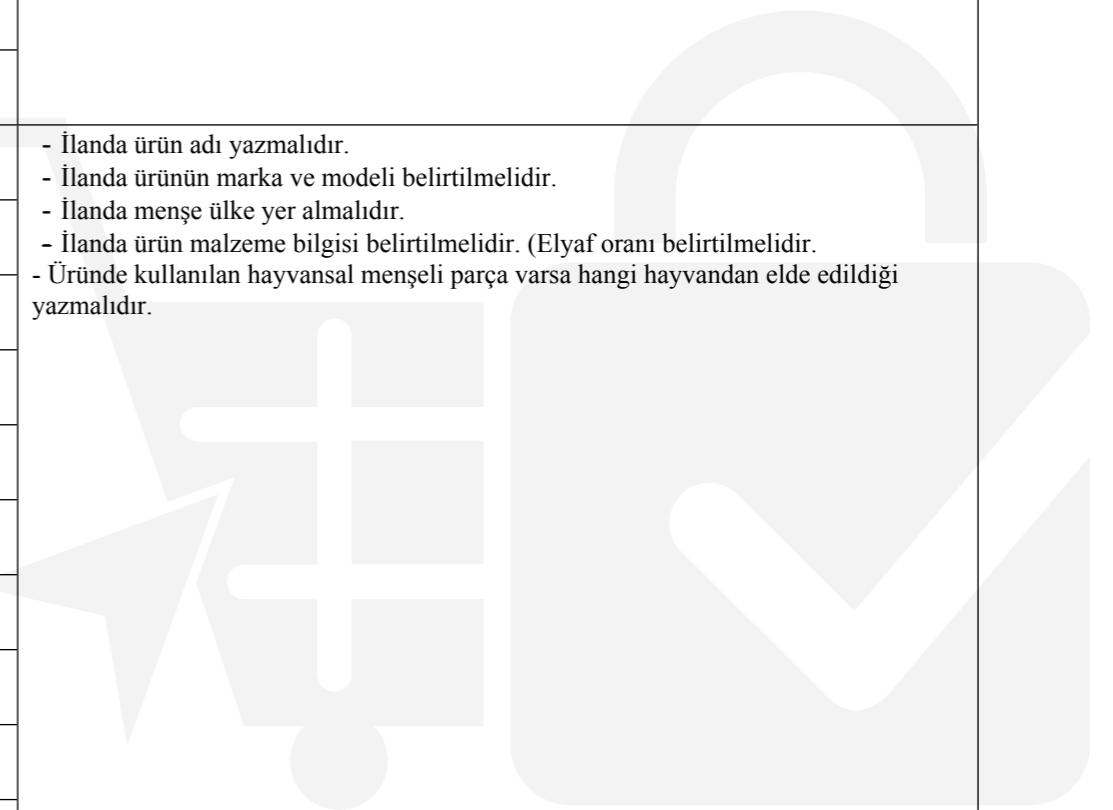 - İlanda ürün adı yazmalıdır.
- İlanda ürünün marka ve modeli belirtilmelidir.
- İlanda menşe ülke yer almalıdır.
- İlanda ürün malzeme bilgisi belirtilmelidir. (Elyaf oranı belirtilmelidir.
- Üründe kullanılan hayvansal menşeli parça varsa hangi hayvandan elde edildiği
yazmalıdır.